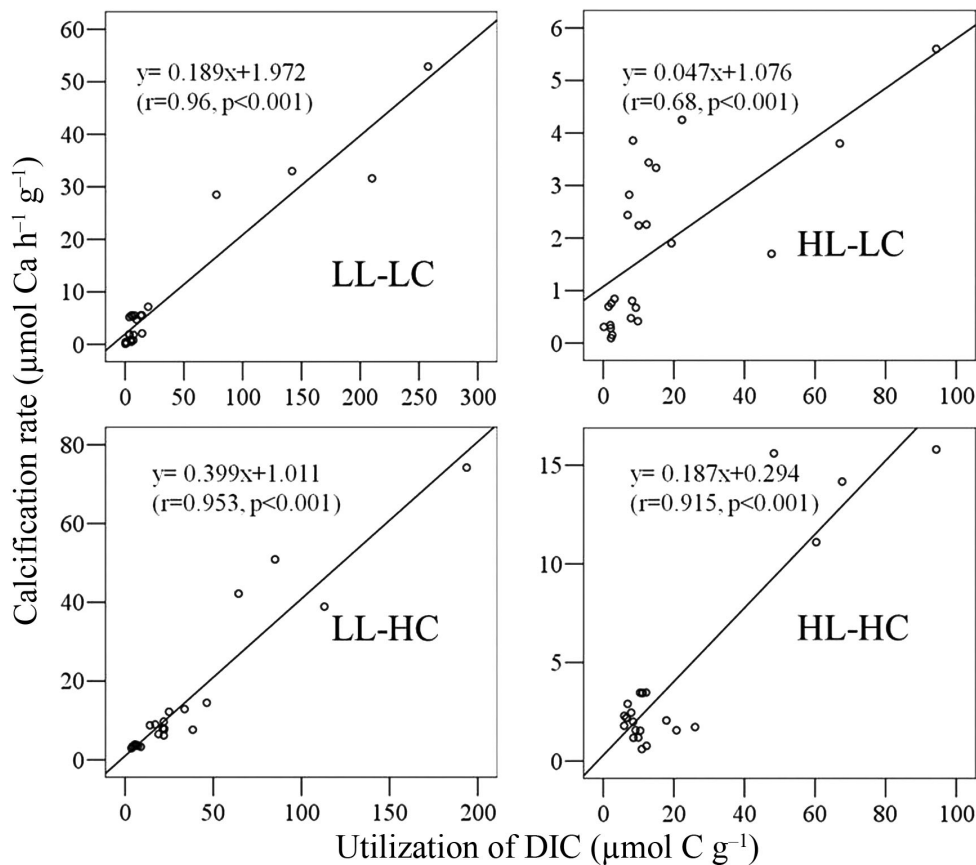 Calcification rate (μmol Ca h⁻¹ g⁻¹)
60
50
40
30
20
10
0
y= 0.189x+1.972
(r=0.96, p<0.001)
LL-LC
0 50 100 150 200 250 300
6
5
4
3
2
1
0
y= 0.047x+1.076
(r=0.68, p<0.001)
HL-LC
0 20 40 60 80 100
80
60
40
20
0
y= 0.399x+1.011
(r=0.953, p<0.001)
LL-HC
0 50 100 150 200
15
10
5
0
y= 0.187x+0.294
(r=0.915, p<0.001)
HL-HC
0 20 40 60 80 100
Utilization of DIC (μmol C g⁻¹)